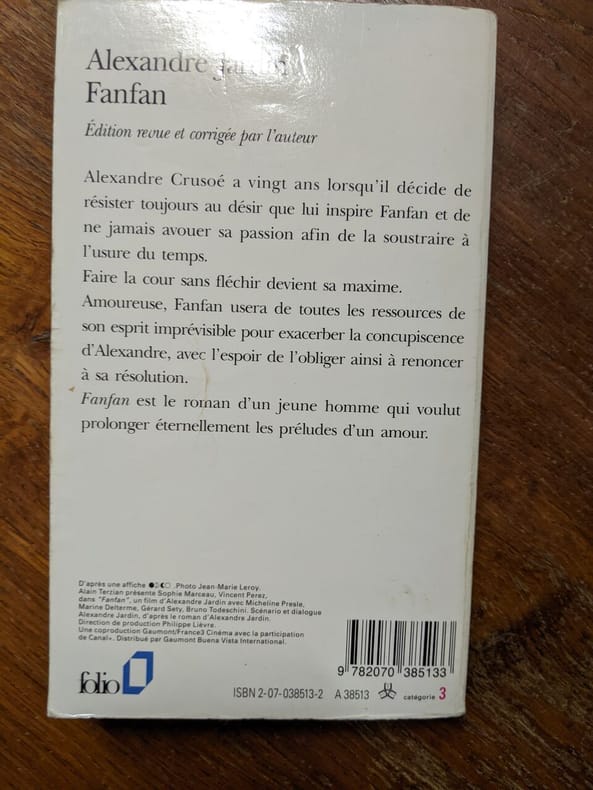 Alexandre Jardin
Fanfan
Édition revue et corrigée par l'auteur
Alexandre Crusoé a vingt ans lorsqu'il décide de
résister toujours au désir que lui inspire Fanfan et de
ne jamais avouer sa passion afin de la soustraire à
l'usure du temps.
Faire la cour sans fléchir devient sa maxime.
Amoureuse, Fanfan usera de toutes les ressources de
son esprit imprévisible pour exacerber la concupiscence
d'Alexandre, avec l'espoir de l'obliger ainsi à renoncer
à sa résolution.
Fanfan est le roman d'un jeune homme qui voulut
prolonger éternellement les préludes d'un amour.
D'après une affiche .Photo Jean-Marie Leroy.
Alain Terzian présente Sophie Marceau, Vincent Perez,
dans "Fanfan", un film d'Alexandre Jardin avec Micheline Presle,
Marine Delterme, Gérard Sety, Bruno Todeschini. Scénario et dialogue
Alexandre Jardin, d'après le roman d'Alexandre Jardin.
Direction de production Philippe Lièvre.
Une coproduction Gaumont/France3 Cinéma avec la participation
de Canal+. Distribué par Gaumont Buena Vista International.
9 782070 385133
folio
ISBN 2-07-038513-2 A 38513 catégorie 3